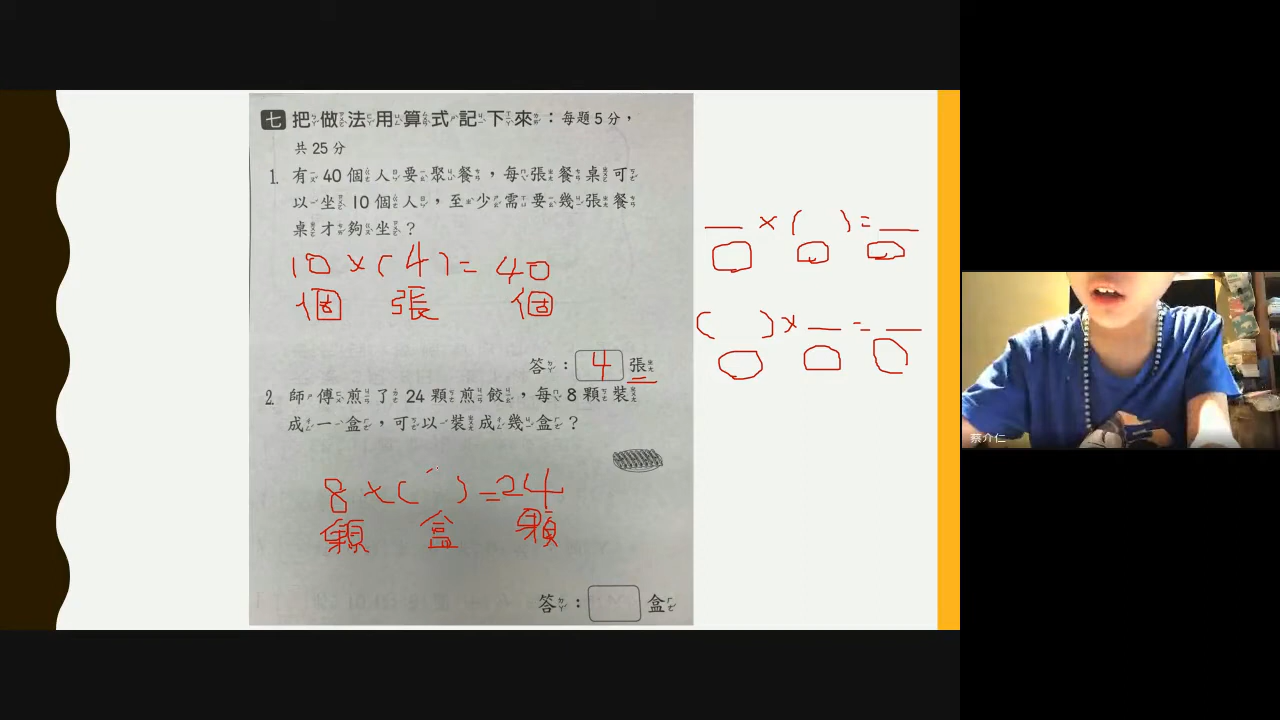 七 把做法用算式記下來：每題5分，
共25分
1. 有40個人要聚餐，每張餐桌可
以坐10個人，至少需要幾張餐
桌才夠坐？
10×(4)=40
個 張 個
答：4張
2. 師傅煎了24顆煎餃，每8顆裝
成一盒，可以裝成幾盒？
8×( )=24
顆 盒 顆
答： 盒
__×( )=__
( )×__=__
蔡介仁